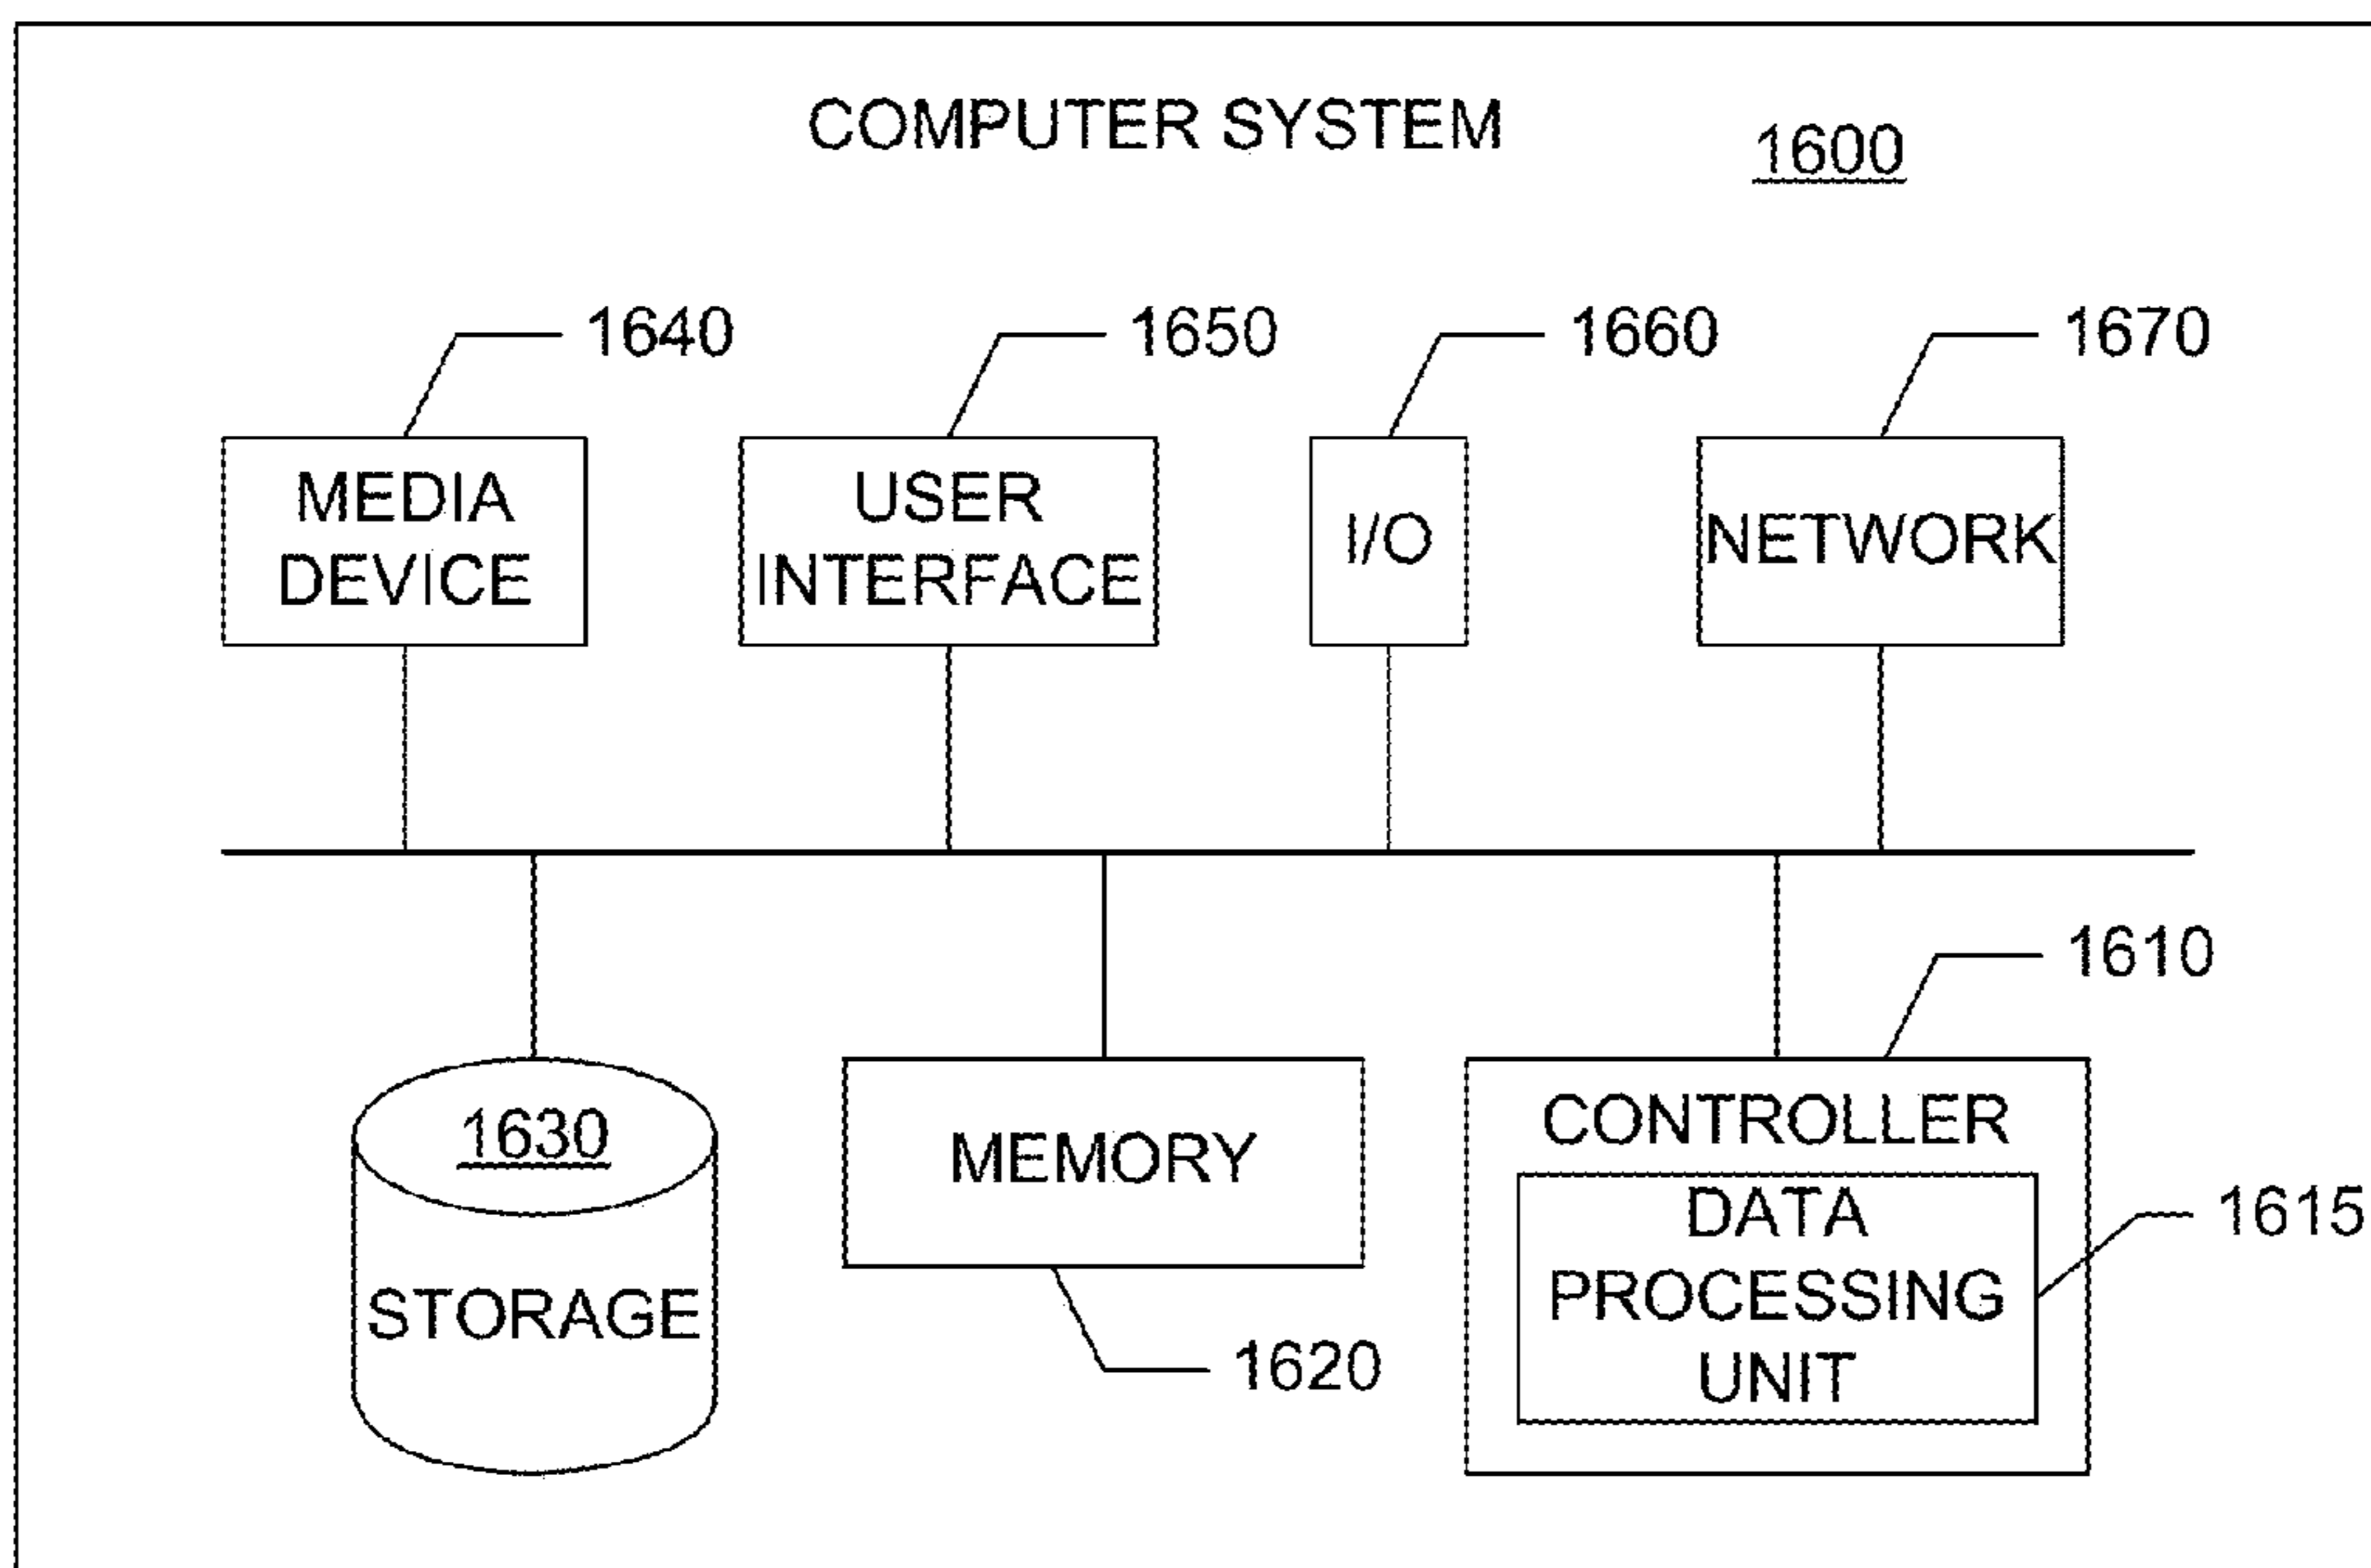 COMPUTER SYSTEM
1600
1640
1650
1660
1670
MEDIA
DEVICE
USER
INTERFACE
I/O
NETWORK
1610
1630
STORAGE
MEMORY
1620
CONTROLLER
DATA
PROCESSING
UNIT
1615